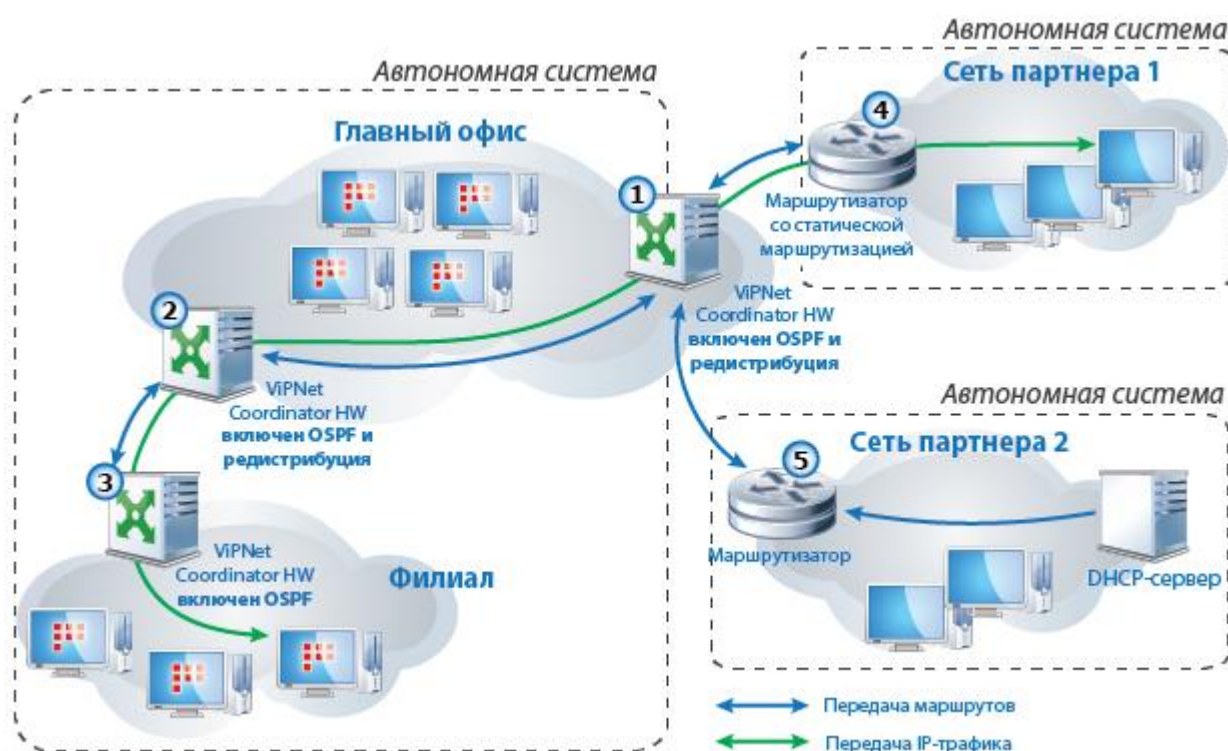 Автономная система
Сеть партнера 1
4
Маршрутизатор
со статической
маршрутизацией
Автономная система
Главный офис
1
ViPNet
Coordinator HW
включен OSPF и
редистрибуция
2
ViPNet
Coordinator HW
включен OSPF и
редистрибуция
3
ViPNet
Coordinator HW
включен OSPF
Филиал
Автономная система
Сеть партнера 2
5
Маршрутизатор
DHCP-сервер
Передача маршрутов
Передача IP-трафика